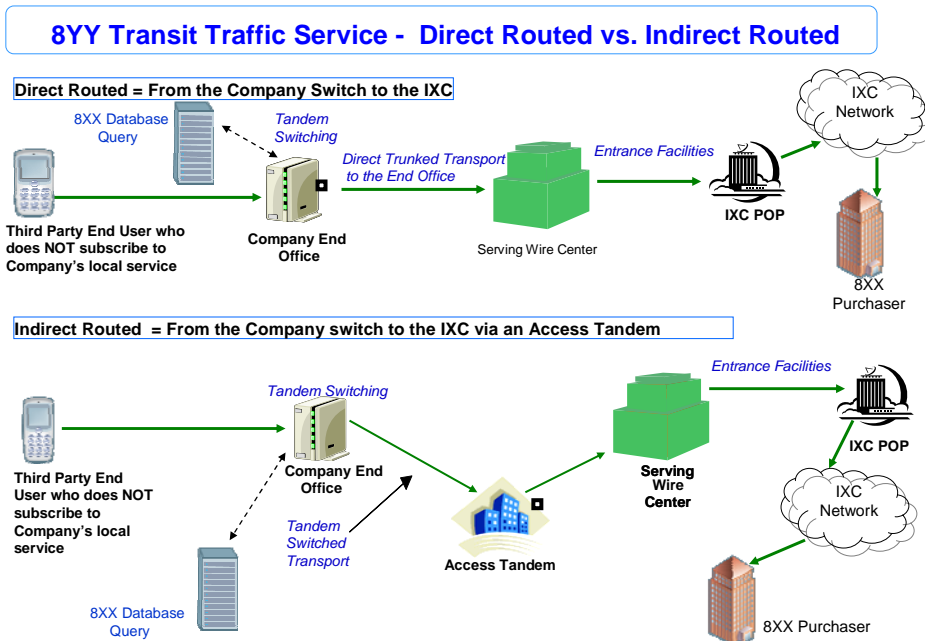 8YY Transit Traffic Service - Direct Routed vs. Indirect Routed
Direct Routed = From the Company Switch to the IXC
8XX Database
Query
Tandem
Switching
Direct Trunked Transport
to the End Office
Entrance Facilities
IXC
Network
Third Party End User who
does NOT subscribe to
Company's local service
Company End
Office
Serving Wire Center
IXC POP
8XX
Purchaser
Indirect Routed = From the Company switch to the IXC via an Access Tandem
Entrance Facilities
Tandem Switching
Third Party End
User who does NOT
subscribe to
Company's local
service
Company End
Office
Tandem
Switched
Transport
Access Tandem
Serving
Wire
Center
IXC POP
IXC
Network
8XX Database
Query
8XX Purchaser